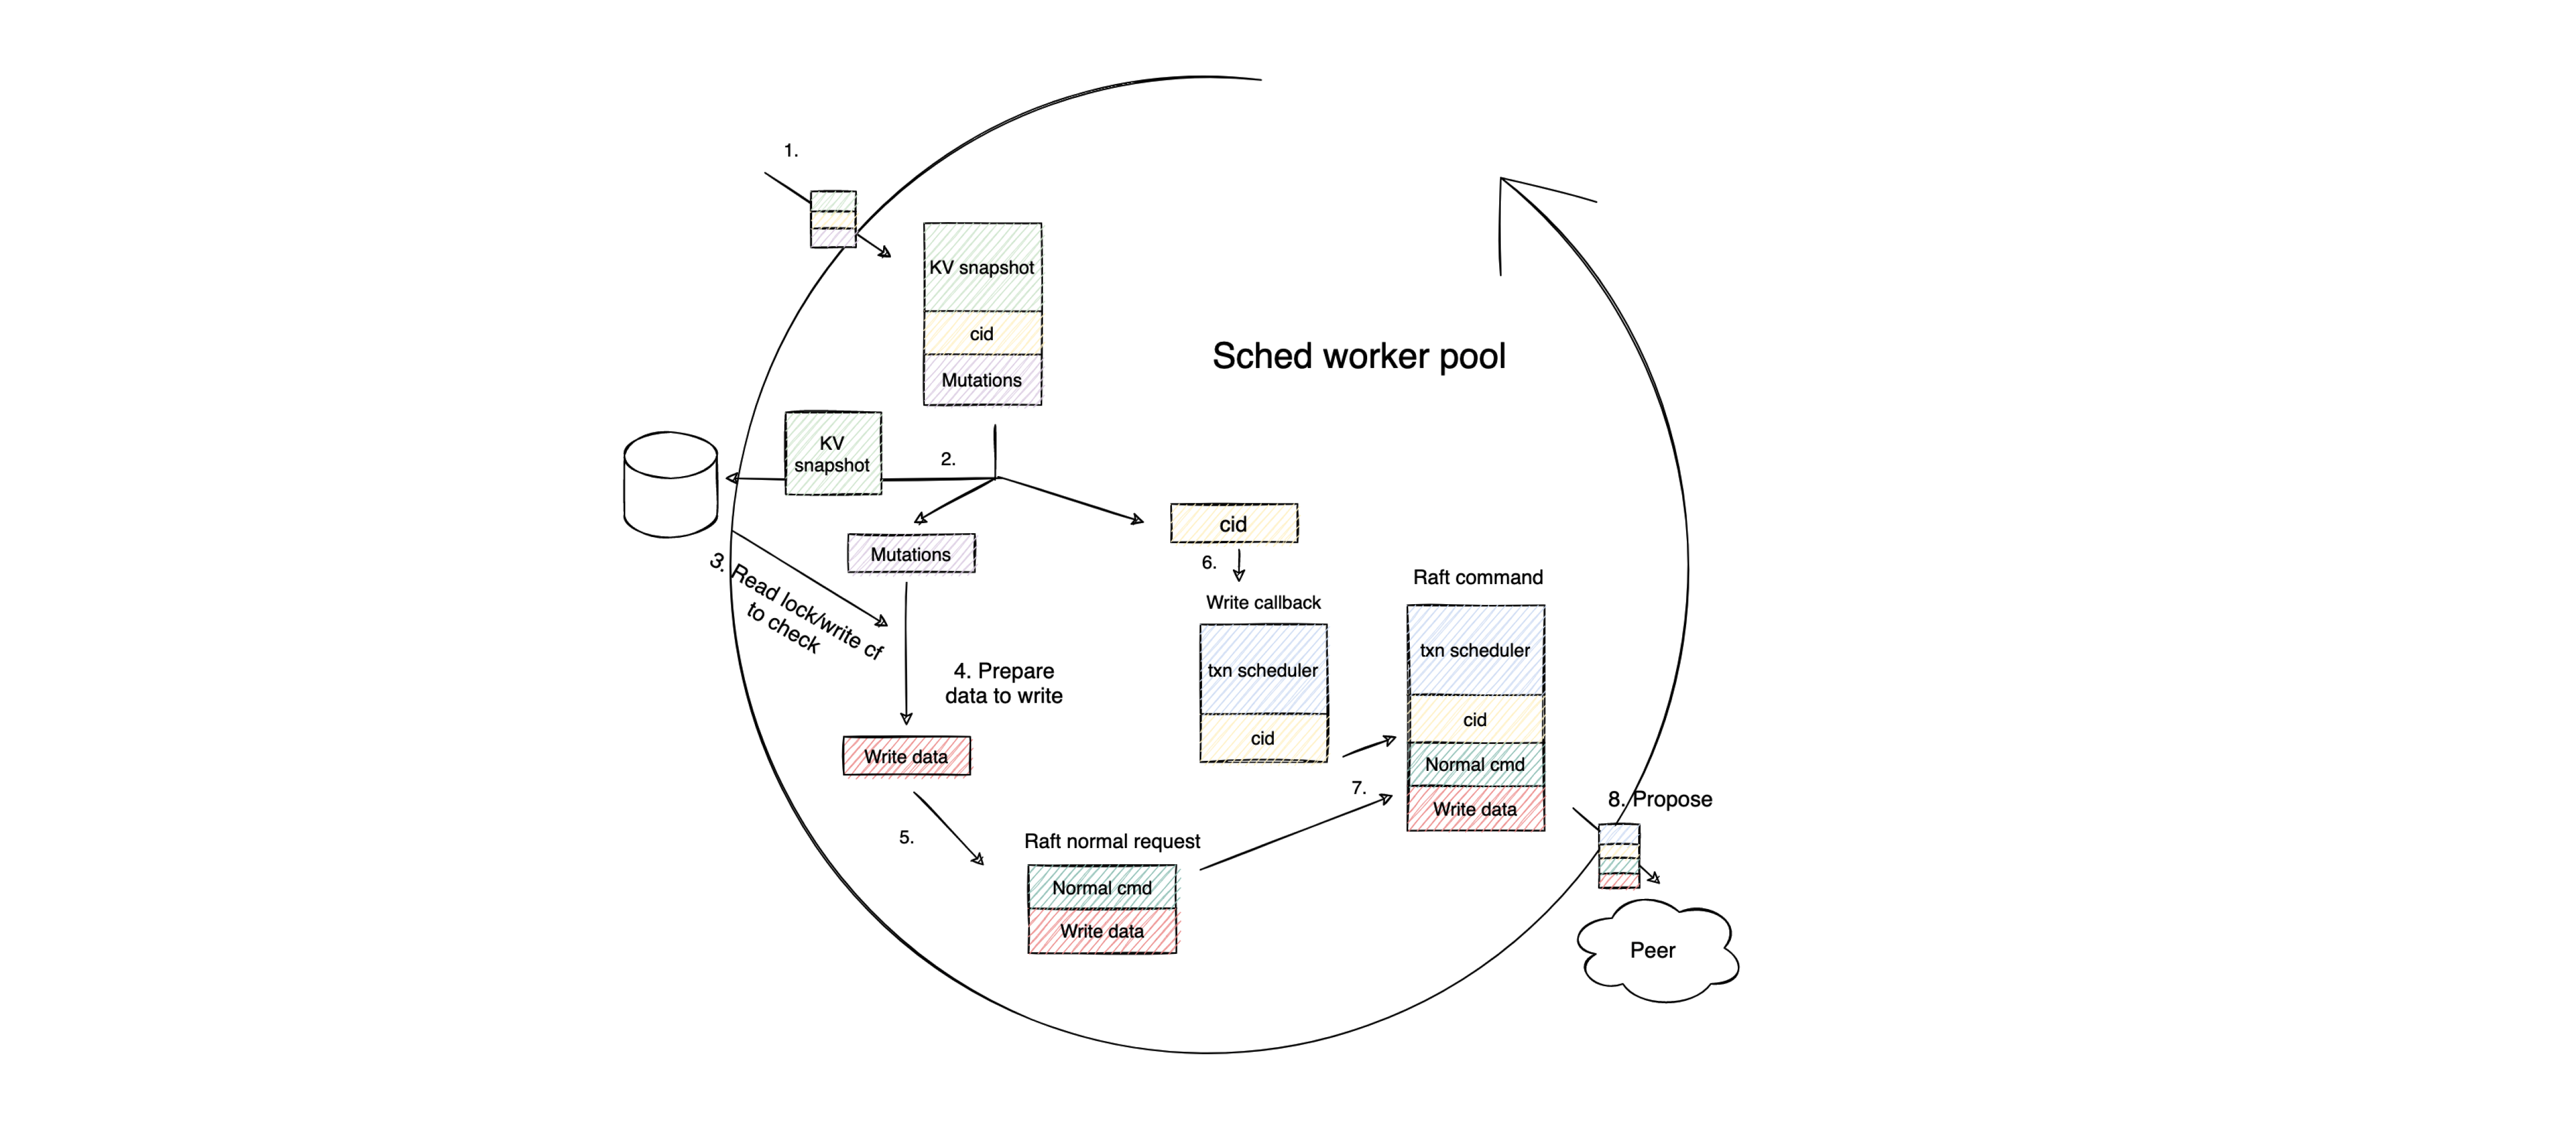 1.
KV snapshot
cid
Mutations
Sched worker pool
KV
snapshot
2.
Mutations
cid
3. Read lock/write cf
to check
6.
Write callback
txn scheduler
cid
4. Prepare
data to write
Write data
5.
Raft normal request
Normal cmd
Write data
7.
Raft command
txn scheduler
cid
Normal cmd
Write data
8. Propose
Peer